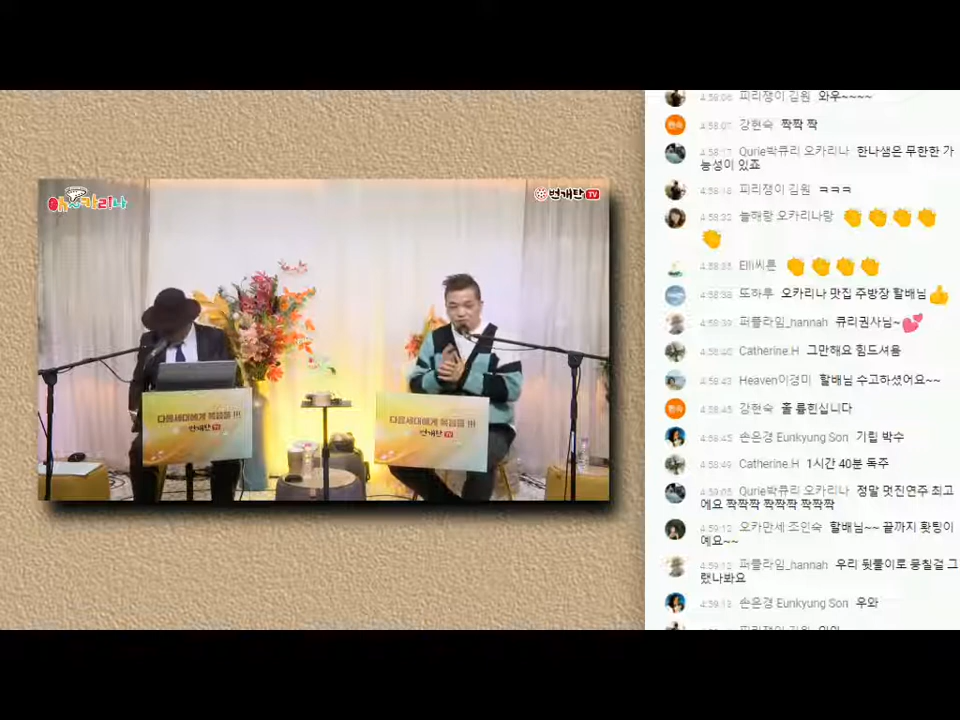 애오카리나
번개탄 TV
다음세대에게 복음을 !!!
번개탄 TV
다음세대에게 복음을 !!!
번개탄 TV
4:58:06 피리쟁이 김원 와우~~~~
4:58:07 강현숙 짝짝 짝
4:58:17 Qurie박큐리 오카리나 한나샘은 무한한 가
능성이 있죠
4:58:18 피리쟁이 김원 ㅋㅋㅋ
4:58:32 늘해랑 오카리나랑 👏 👏 👏 👏
👏
4:58:35 Elli씨튼 👏 👏 👏 👏
4:58:38 또하루 오카리나 맛집 주방장 할배님 👍
4:58:39 퍼플라임_hannah 큐리권사님~ 💕
4:58:40 Catherine.H 그만해요 힘드셔욤
4:58:43 Heaven이경미 할배님 수고하셨어요~~
4:58:45 강현숙 훌 륭힌십니다
4:58:45 손은경 Eunkyung Son 기립 박수
4:58:49 Catherine.H 1시간 40분 독주
4:59:05 Qurie박큐리 오카리나 정말 멋진연주 최고
에요 짝짝짝 짝짝짝 짝짝짝
4:59:12 오카만세 조인숙 할배님~~ 끝까지 홧팅이
예요~~
4:59:12 퍼플라임_hannah 우리 뒷풀이로 뭉칠걸 그
랬나봐요
4:59:13 손은경 Eunkyung Son 우와